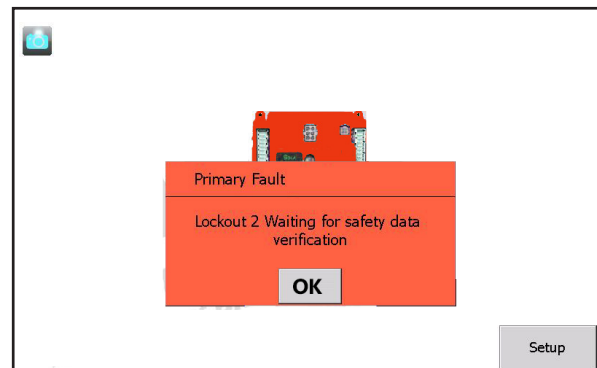 Primary Fault
Lockout 2 Waiting for safety data
verification
OK
Setup